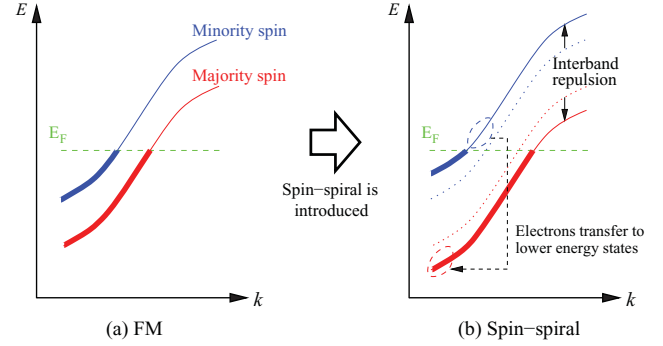 E
Minority spin
Majority spin
E_F
k
(a) FM
Spin−spiral is
introduced
E
Interband
repulsion
E_F
Electrons transfer to
lower energy states
k
(b) Spin−spiral